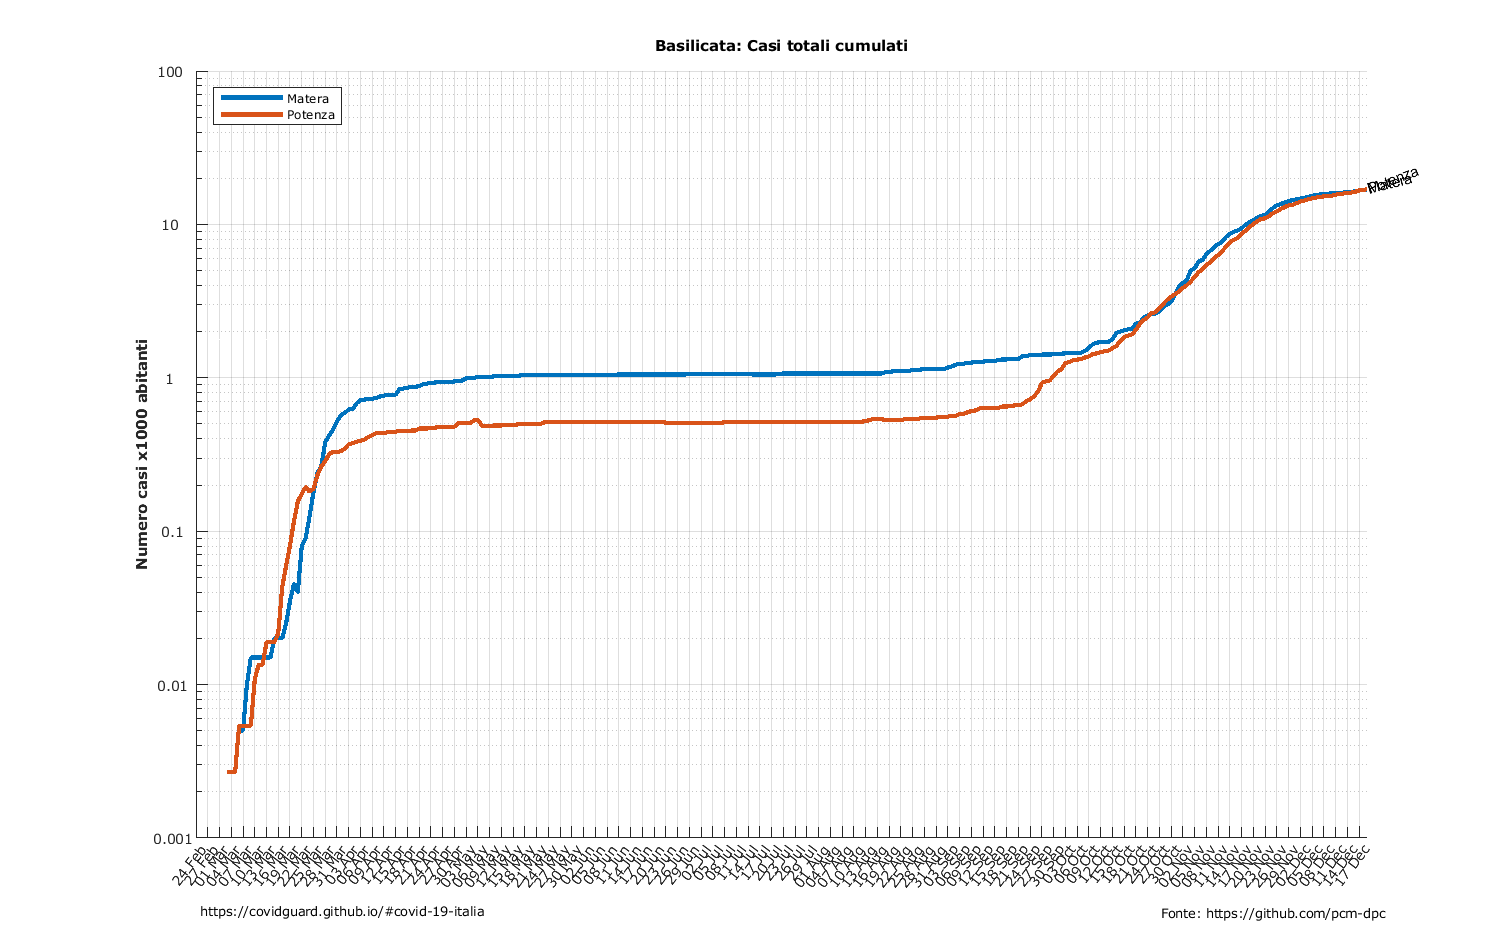 Basilicata: Casi totali cumulati
100
10
1
0.1
0.01
0.001
Numero casi x1000 abitanti
Matera
Potenza
Potenza
Matera
24 Feb
27 Feb
01 Mar
04 Mar
07 Mar
10 Mar
13 Mar
16 Mar
19 Mar
22 Mar
25 Mar
28 Mar
31 Mar
03 Apr
06 Apr
09 Apr
12 Apr
15 Apr
18 Apr
21 Apr
24 Apr
27 Apr
30 Apr
03 May
06 May
09 May
12 May
15 May
18 May
21 May
24 May
27 May
30 May
02 Jun
05 Jun
08 Jun
11 Jun
14 Jun
17 Jun
20 Jun
23 Jun
26 Jun
29 Jun
02 Jul
05 Jul
08 Jul
11 Jul
14 Jul
17 Jul
20 Jul
23 Jul
26 Jul
29 Jul
01 Aug
04 Aug
07 Aug
10 Aug
13 Aug
16 Aug
19 Aug
22 Aug
25 Aug
28 Aug
31 Aug
03 Sep
06 Sep
09 Sep
12 Sep
15 Sep
18 Sep
21 Sep
24 Sep
27 Sep
30 Sep
03 Oct
06 Oct
09 Oct
12 Oct
15 Oct
18 Oct
21 Oct
24 Oct
27 Oct
30 Oct
02 Nov
05 Nov
08 Nov
11 Nov
14 Nov
17 Nov
20 Nov
23 Nov
26 Nov
29 Nov
02 Dec
05 Dec
08 Dec
11 Dec
14 Dec
17 Dec
https://covidguard.github.io/#covid-19-italia
Fonte: https://github.com/pcm-dpc